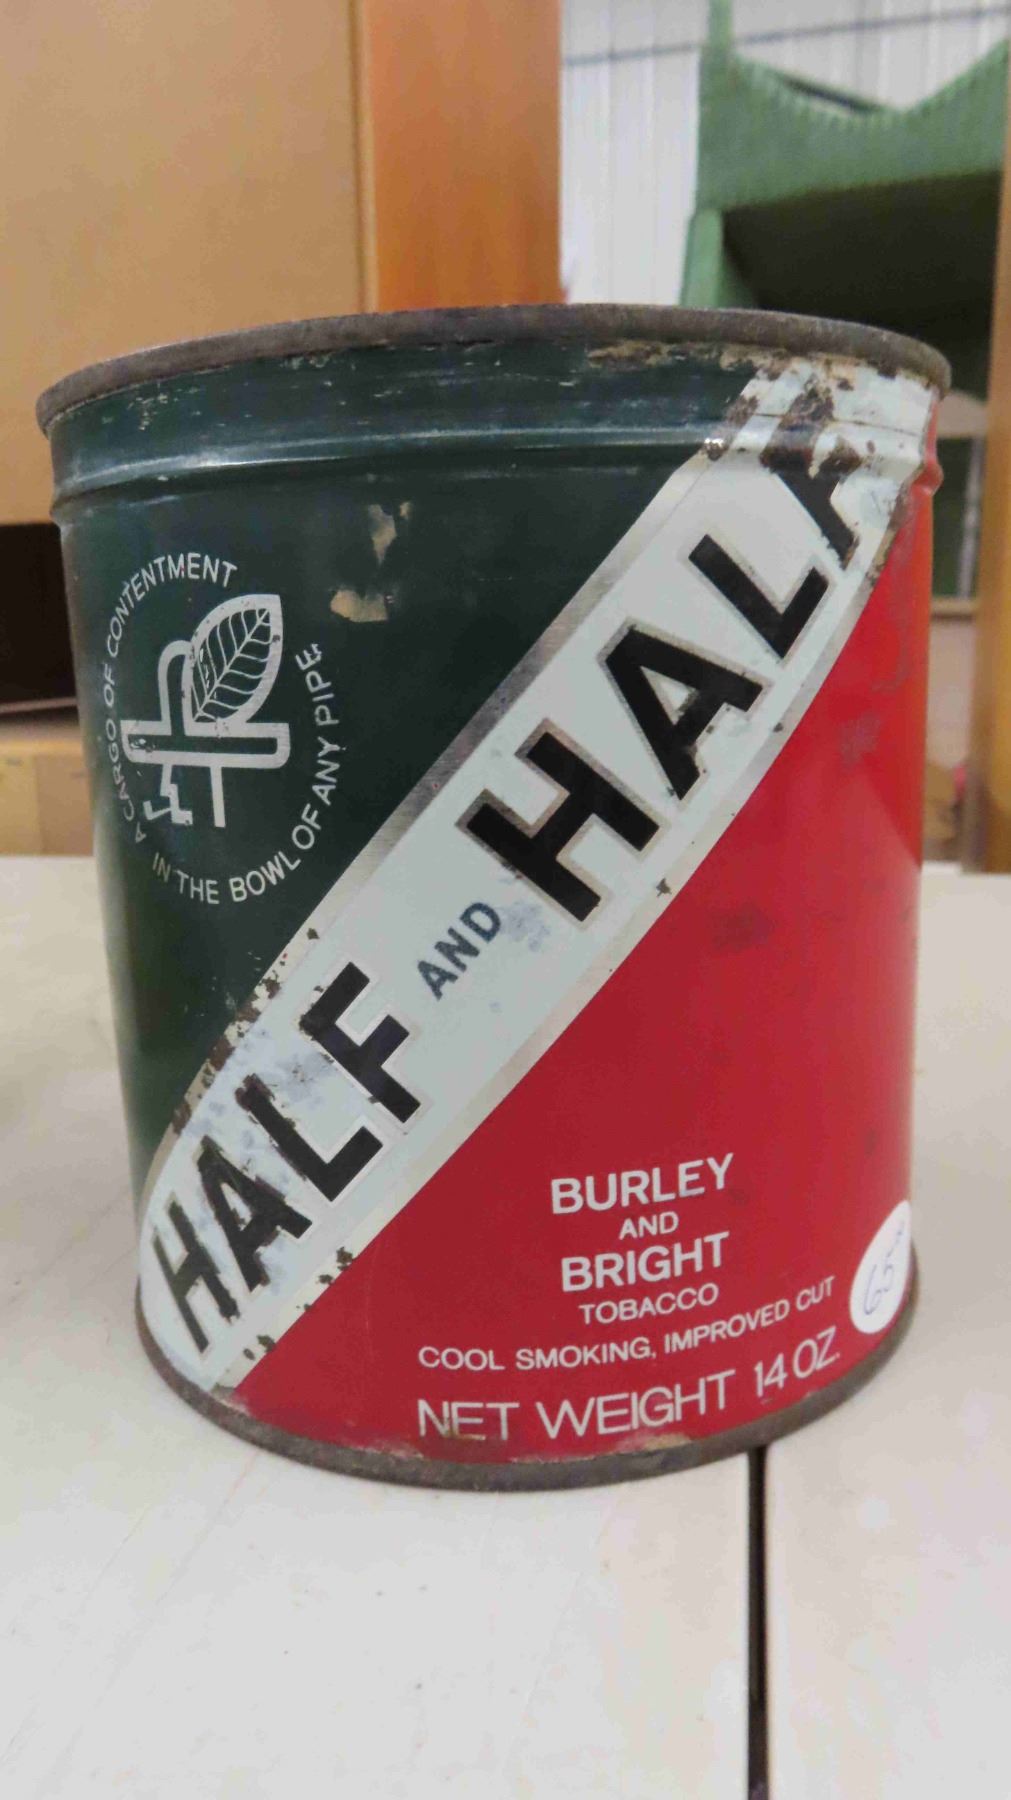 A CARGO OF CONTENTMENT
IN THE BOWL OF ANY PIPE
HALF AND HALF
BURLEY
AND
BRIGHT
TOBACCO
COOL SMOKING, IMPROVED CUT
NET WEIGHT 14 OZ.